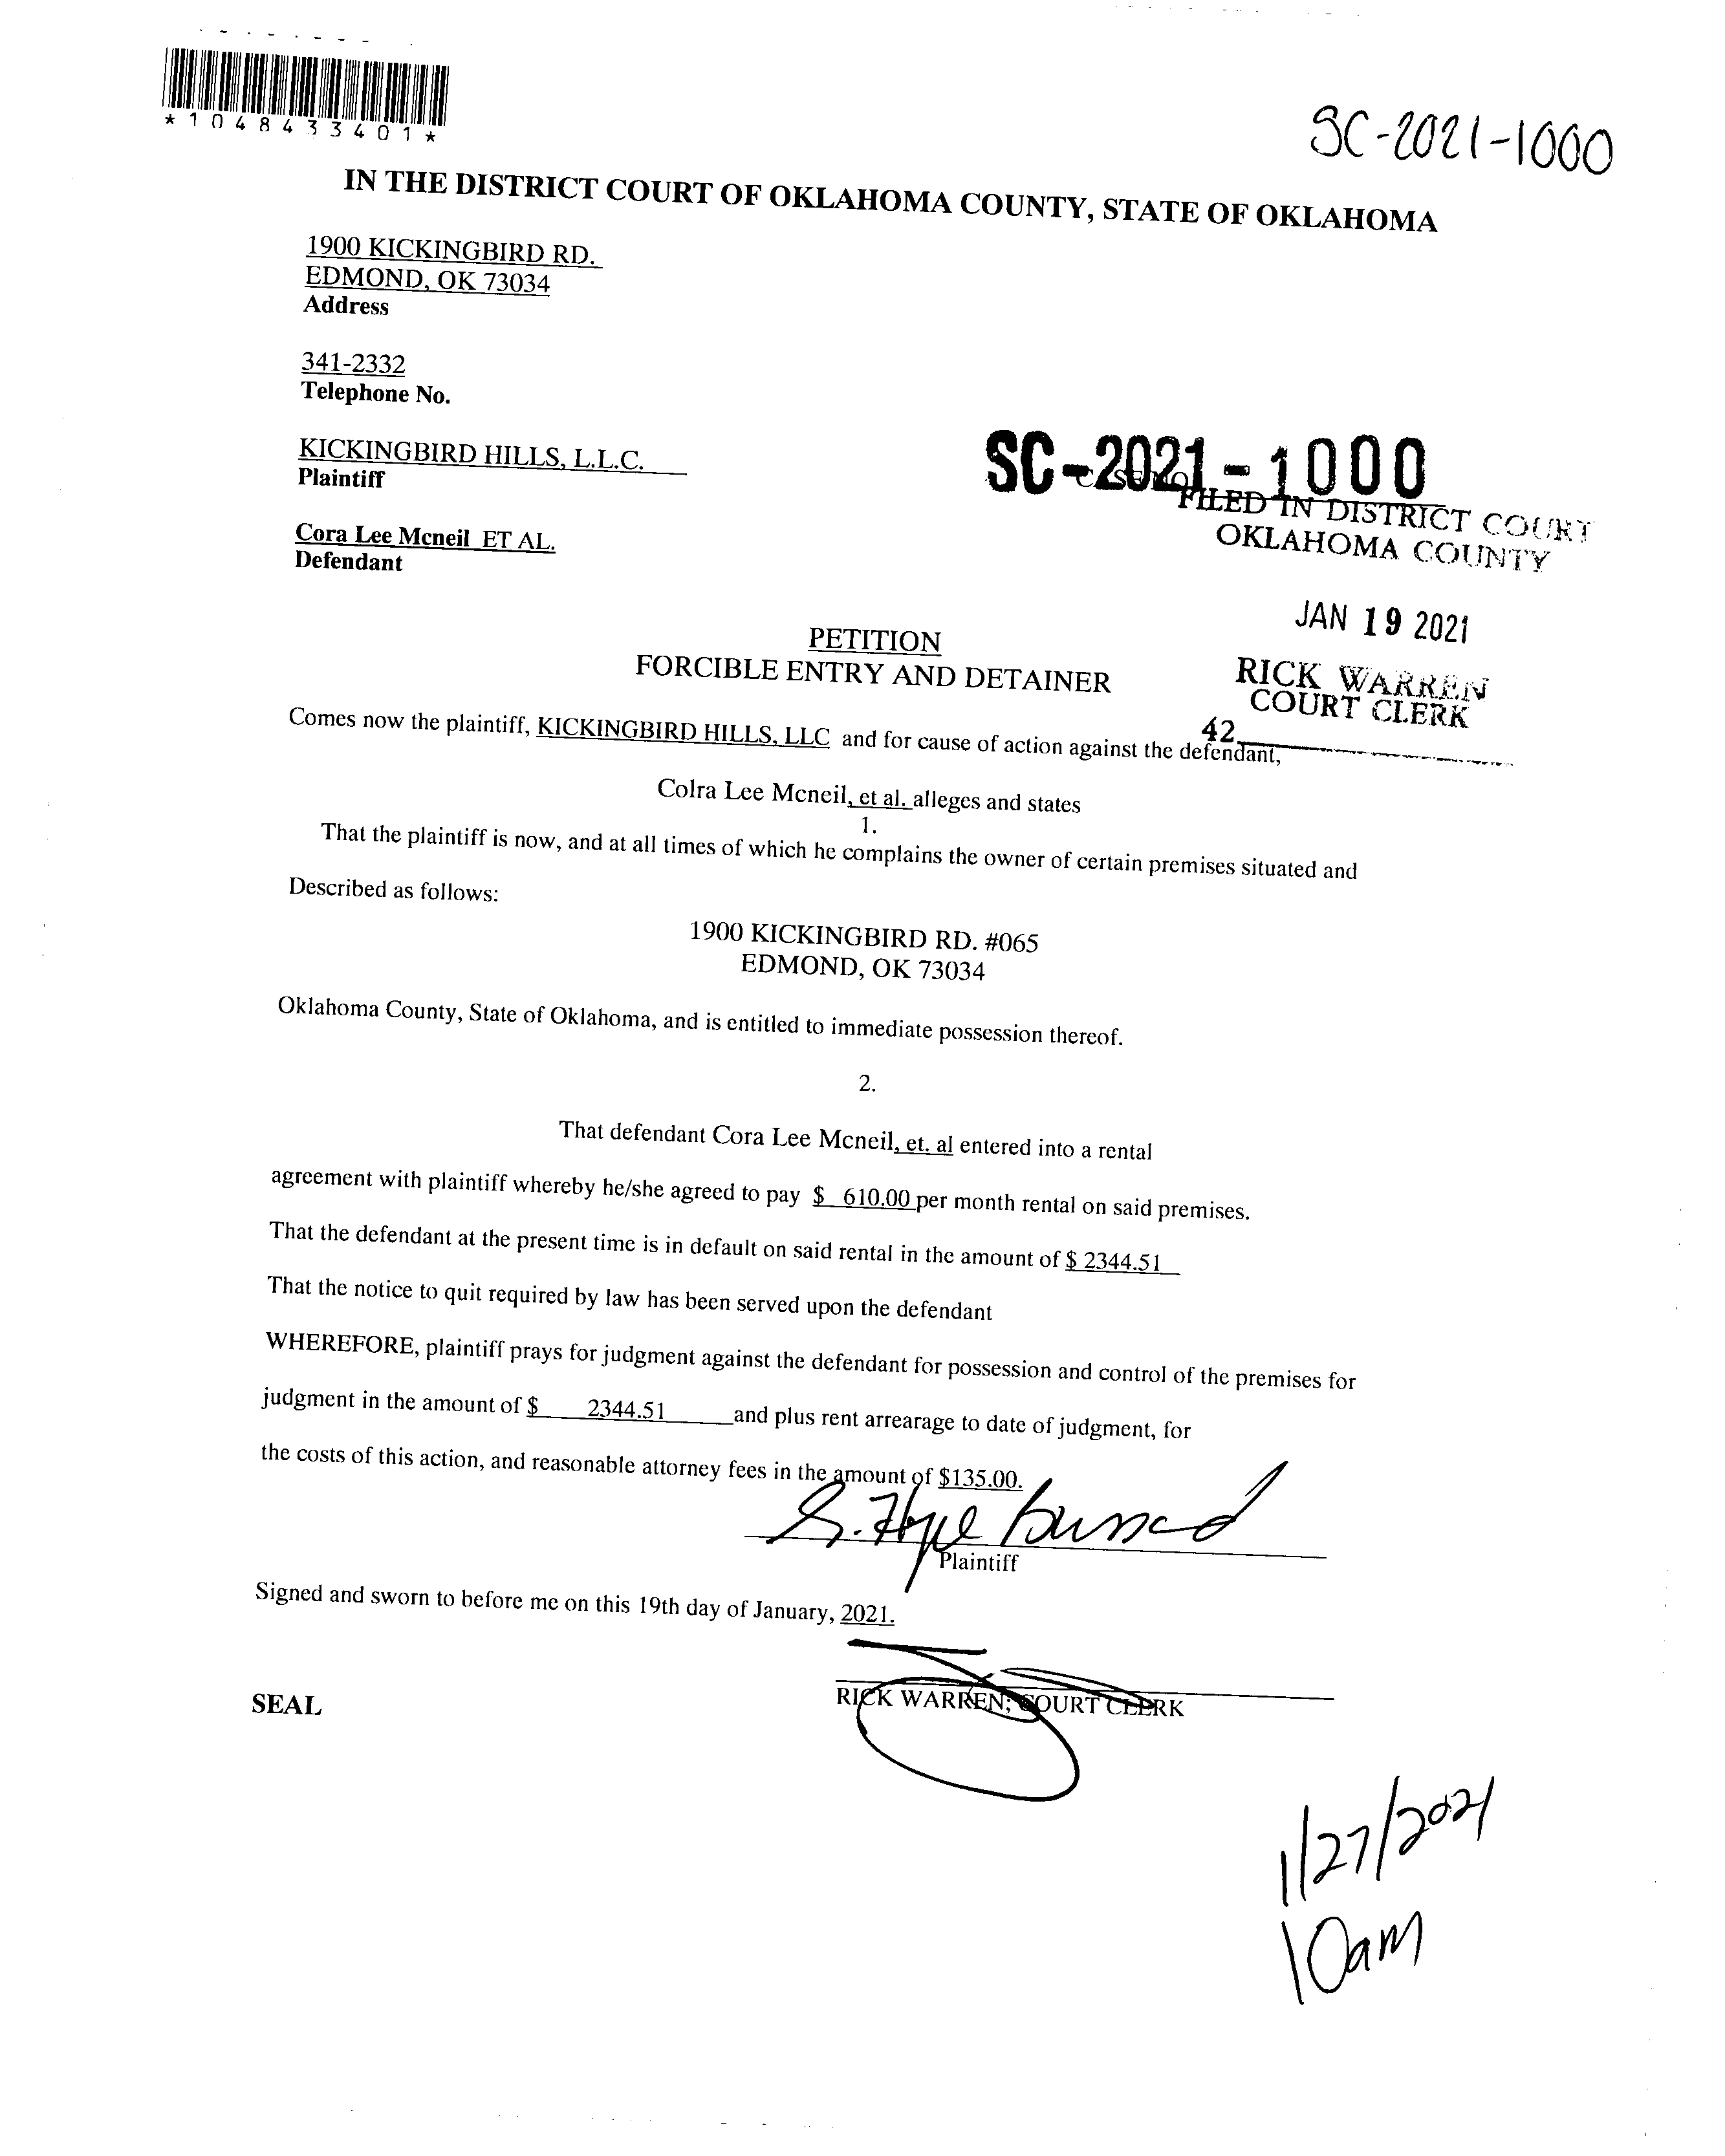 *1048433401*
SC-2021-1000
IN THE DISTRICT COURT OF OKLAHOMA COUNTY, STATE OF OKLAHOMA
1900 KICKINGBIRD RD.
EDMOND, OK 73034
Address
341-2332
Telephone No.
KICKINGBIRD HILLS, L.L.C.
Plaintiff
SC-2021-1000
FILED IN DISTRICT COURT
OKLAHOMA COUNTY
Cora Lee Mcneil ET AL.
Defendant
JAN 19 2021
RICK WARREN
COURT CLERK
42
PETITION
FORCIBLE ENTRY AND DETAINER
Comes now the plaintiff, KICKINGBIRD HILLS, LLC and for cause of action against the defendant,
Colra Lee Mcneil, et al. alleges and states
1.
That the plaintiff is now, and at all times of which he complains the owner of certain premises situated and
Described as follows:
1900 KICKINGBIRD RD. #065
EDMOND, OK 73034
Oklahoma County, State of Oklahoma, and is entitled to immediate possession thereof.
2.
That defendant Cora Lee Mcneil, et. al entered into a rental
agreement with plaintiff whereby he/she agreed to pay $ 610.00 per month rental on said premises.
That the defendant at the present time is in default on said rental in the amount of $ 2344.51
That the notice to quit required by law has been served upon the defendant
WHEREFORE, plaintiff prays for judgment against the defendant for possession and control of the premises for
judgment in the amount of $ 2344.51 and plus rent arrearage to date of judgment, for
the costs of this action, and reasonable attorney fees in the amount of $135.00.
Plaintiff
Signed and sworn to before me on this 19th day of January, 2021.
RICK WARREN, COURT CLERK
SEAL
1/27/2021
10am